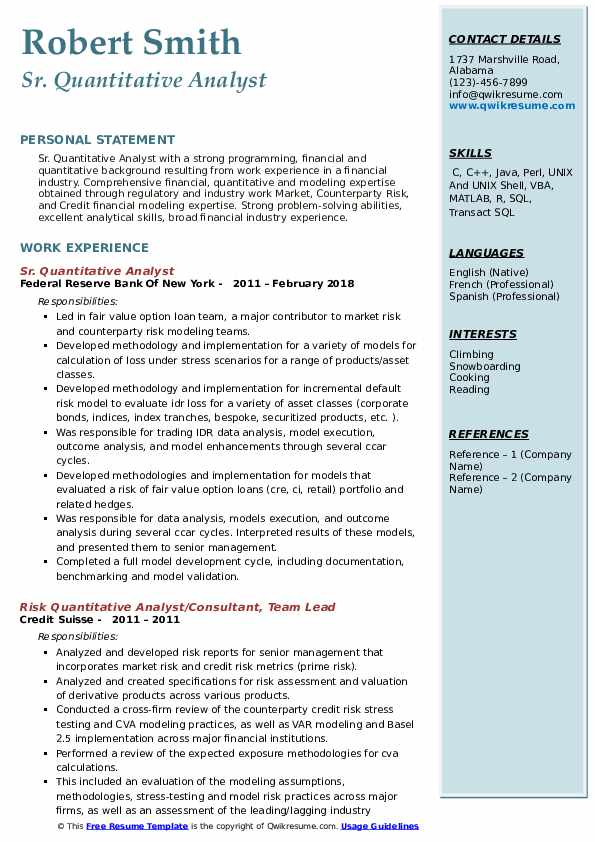 Robert Smith
Sr. Quantitative Analyst
PERSONAL STATEMENT
Sr. Quantitative Analyst with a strong programming, financial and
quantitative background resulting from work experience in a financial
industry. Comprehensive financial, quantitative and modeling expertise
obtained through regulatory and industry work Market, Counterparty Risk,
and Credit financial modeling expertise. Strong problem-solving abilities,
excellent analytical skills, broad financial industry experience.
WORK EXPERIENCE
Sr. Quantitative Analyst
Federal Reserve Bank Of New York - 2011 – February 2018
Responsibilities:
▪ Led in fair value option loan team, a major contributor to market risk
and counterparty risk modeling teams.
▪ Developed methodology and implementation for a variety of models for
calculation of loss under stress scenarios for a range of products/asset
classes.
▪ Developed methodology and implementation for incremental default
risk model to evaluate idr loss for a variety of asset classes (corporate
bonds, indices, index tranches, bespoke, securitized products, etc. ).
▪ Was responsible for trading IDR data analysis, model execution,
outcome analysis, and model enhancements through several ccar
cycles.
▪ Developed methodologies and implementation for models that
evaluated a risk of fair value option loans (cre, ci, retail) portfolio and
related hedges.
▪ Was responsible for data analysis, models execution, and outcome
analysis during several ccar cycles. Interpreted results of these models,
and presented them to senior management.
▪ Completed a full model development cycle, including documentation,
benchmarking and model validation.
Risk Quantitative Analyst/Consultant, Team Lead
Credit Suisse - 2011 – 2011
Responsibilities:
▪ Analyzed and developed risk reports for senior management that
incorporates market risk and credit risk metrics (prime risk).
▪ Analyzed and created specifications for risk assessment and valuation
of derivative products across various products.
▪ Conducted a cross-firm review of the counterparty credit risk stress
testing and CVA modeling practices, as well as VAR modeling and Basel
2.5 implementation across major financial institutions.
▪ Performed a review of the expected exposure methodologies for cva
calculations.
▪ This included an evaluation of the modeling assumptions,
methodologies, stress-testing and model risk practices across major
firms, as well as an assessment of the leading/lagging industry
CONTACT DETAILS
1737 Marshville Road,
Alabama
(123)-456-7899
info@qwikresume.com
www.qwikresume.com
SKILLS
C, C++, Java, Perl, UNIX
And UNIX Shell, VBA,
MATLAB, R, SQL,
Transact SQL
LANGUAGES
English (Native)
French (Professional)
Spanish (Professional)
INTERESTS
Climbing
Snowboarding
Cooking
Reading
REFERENCES
Reference – 1 (Company
Name)
Reference – 2 (Company
Name)
© This Free Resume Template is the copyright of Qwikresume.com. Usage Guidelines